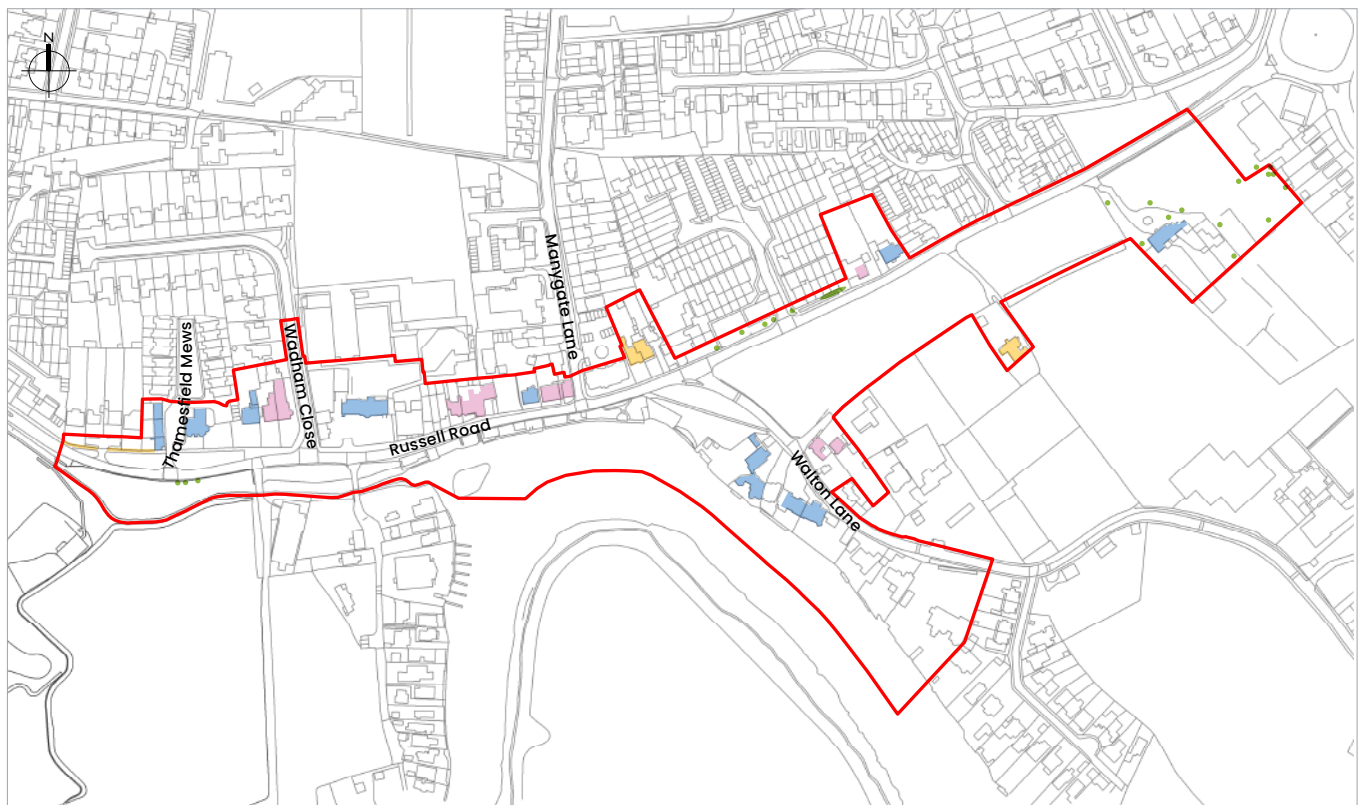 N
Manygate Lane
Thamesfield Mews
Wadham Close
Russell Road
Walton Lane